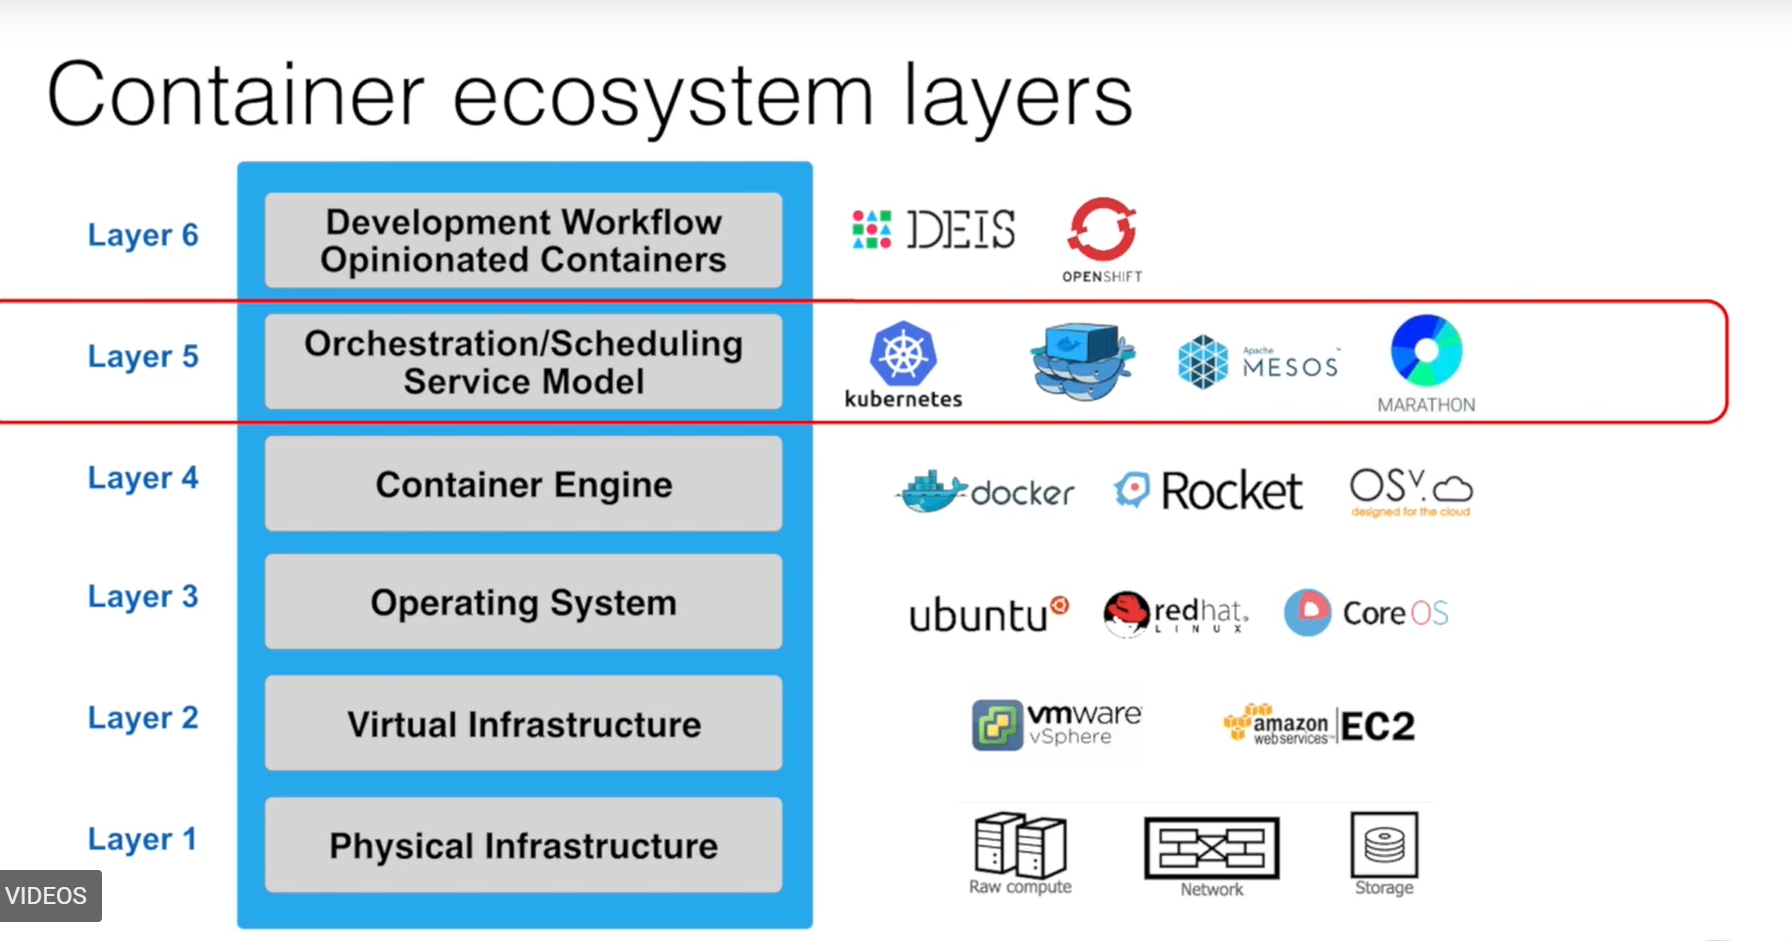 Container ecosystem layers
Layer 6
Development Workflow
Opinionated Containers
DEIS
OPENSHIFT
Layer 5
Orchestration/Scheduling
Service Model
kubernetes
Apache
MESOS™
MARATHON
Layer 4
Container Engine
docker
Rocket
OSv.
designed for the cloud
Layer 3
Operating System
ubuntu
redhat.
LINUX
CoreOS
Layer 2
Virtual Infrastructure
vmware
vSphere
amazon
webservices™
EC2
Layer 1
Physical Infrastructure
Raw compute
Network
Storage
VIDEOS